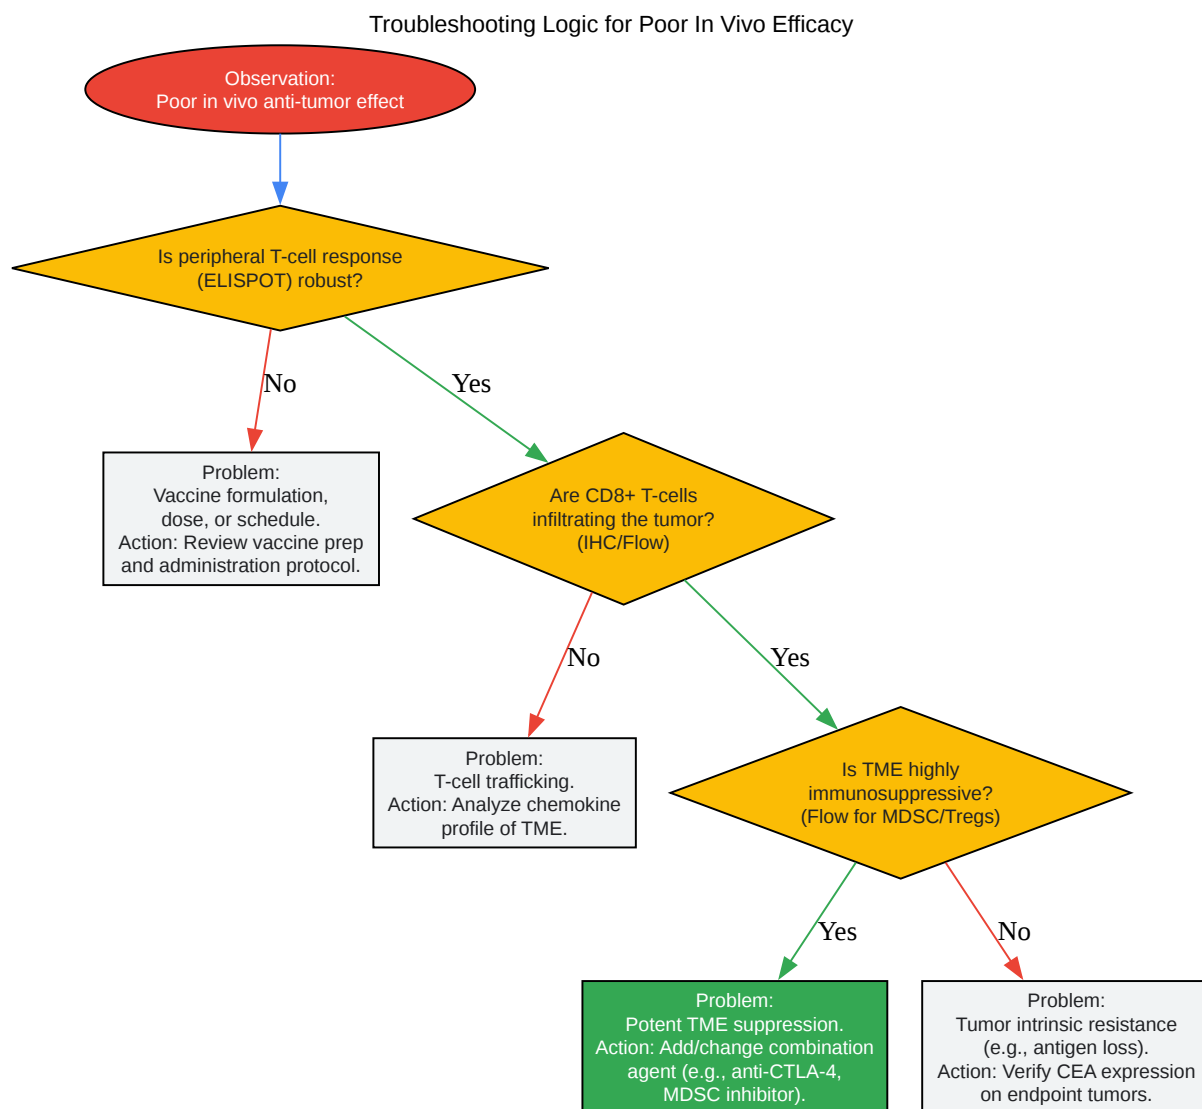 Troubleshooting Logic for Poor In Vivo Efficacy
Observation:
Poor in vivo anti-tumor effect
Is peripheral T-cell response
(ELISPOT) robust?
No
Yes
Problem:
Vaccine formulation,
dose, or schedule.
Action: Review vaccine prep
and administration protocol.
Are CD8+ T-cells
infiltrating the tumor?
(IHC/Flow)
No
Yes
Problem:
T-cell trafficking.
Action: Analyze chemokine
profile of TME.
Is TME highly
immunosuppressive?
(Flow for MDSC/Tregs)
Yes
No
Problem:
Potent TME suppression.
Action: Add/change combination
agent (e.g., anti-CTLA-4,
MDSC inhibitor).
Problem:
Tumor intrinsic resistance
(e.g., antigen loss).
Action: Verify CEA expression
on endpoint tumors.